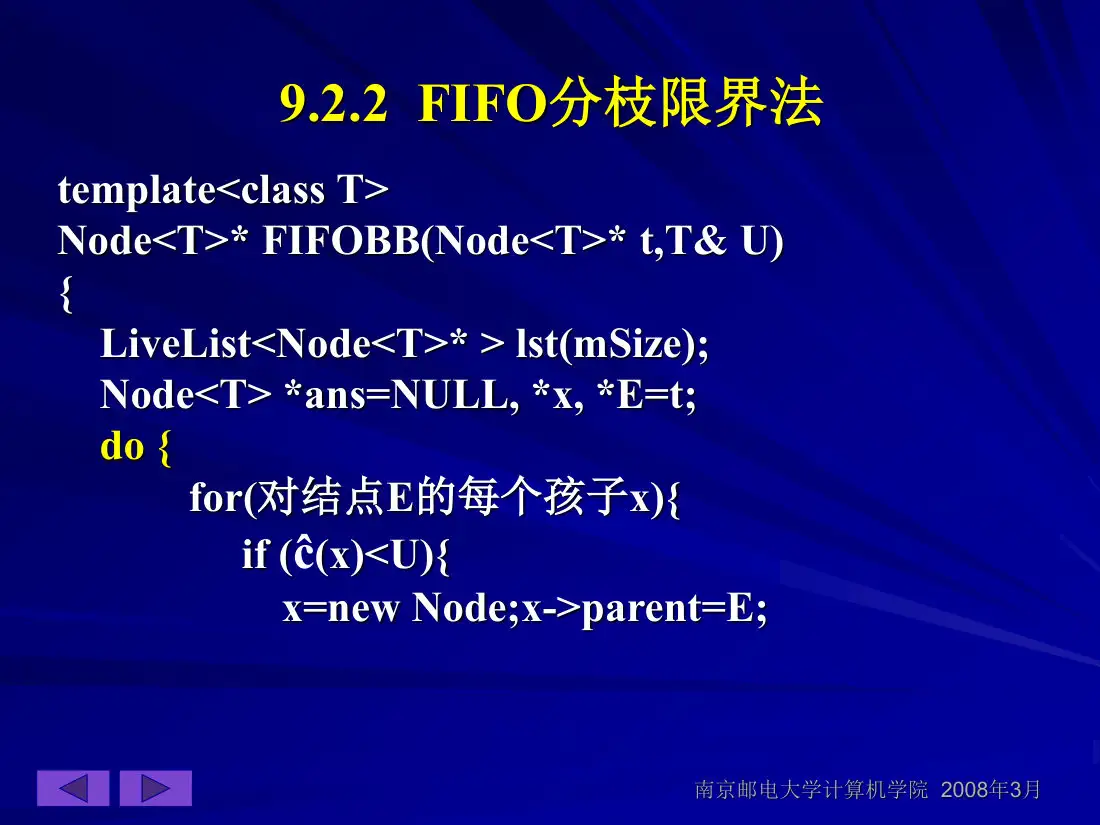 9.2.2 FIFO分枝限界法
template<class T>
Node<T>* FIFOBB(Node<T>* t,T& U)
{
LiveList<Node<T>* > lst(mSize);
Node<T> *ans=NULL, *x, *E=t;
do {
for(对结点E的每个孩子x){
if (ĉ(x)<U){
x=new Node;x->parent=E;
南京邮电大学计算机学院 2008年3月